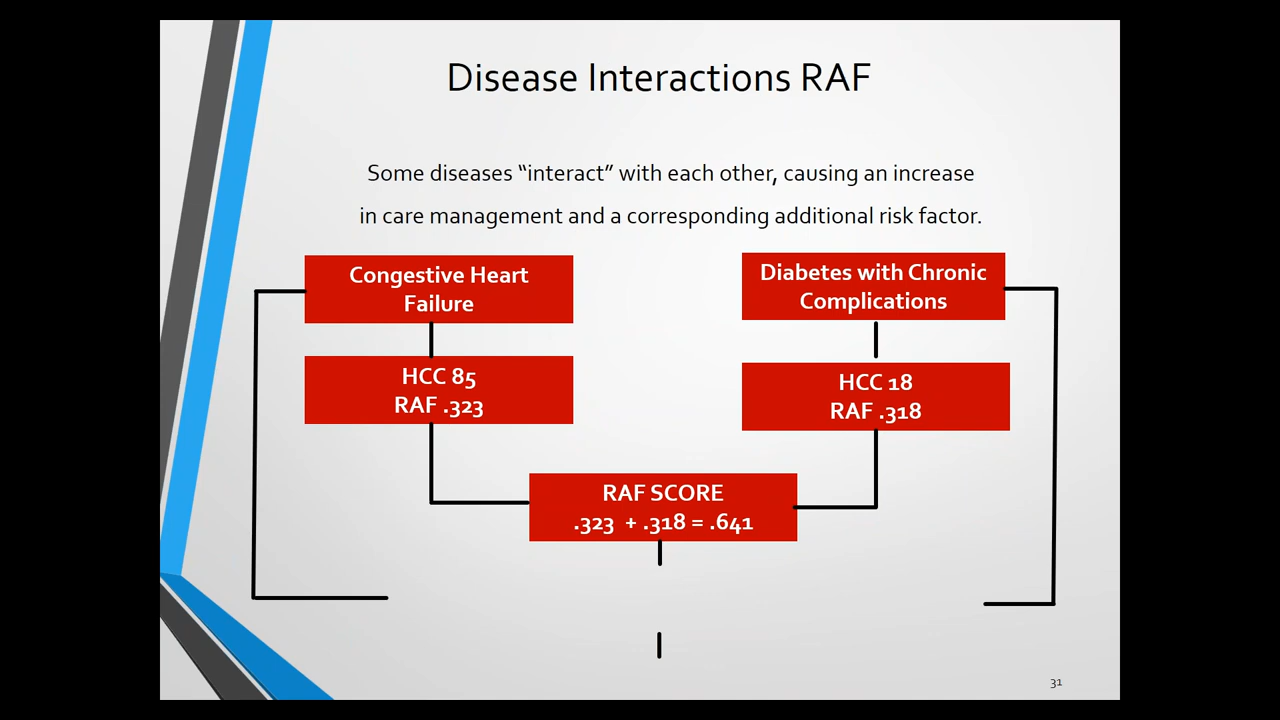 Disease Interactions RAF
Some diseases “interact” with each other, causing an increase
in care management and a corresponding additional risk factor.
Congestive Heart
Failure
Diabetes with Chronic
Complications
HCC 85
RAF .323
HCC 18
RAF .318
RAF SCORE
.323 + .318 = .641
31